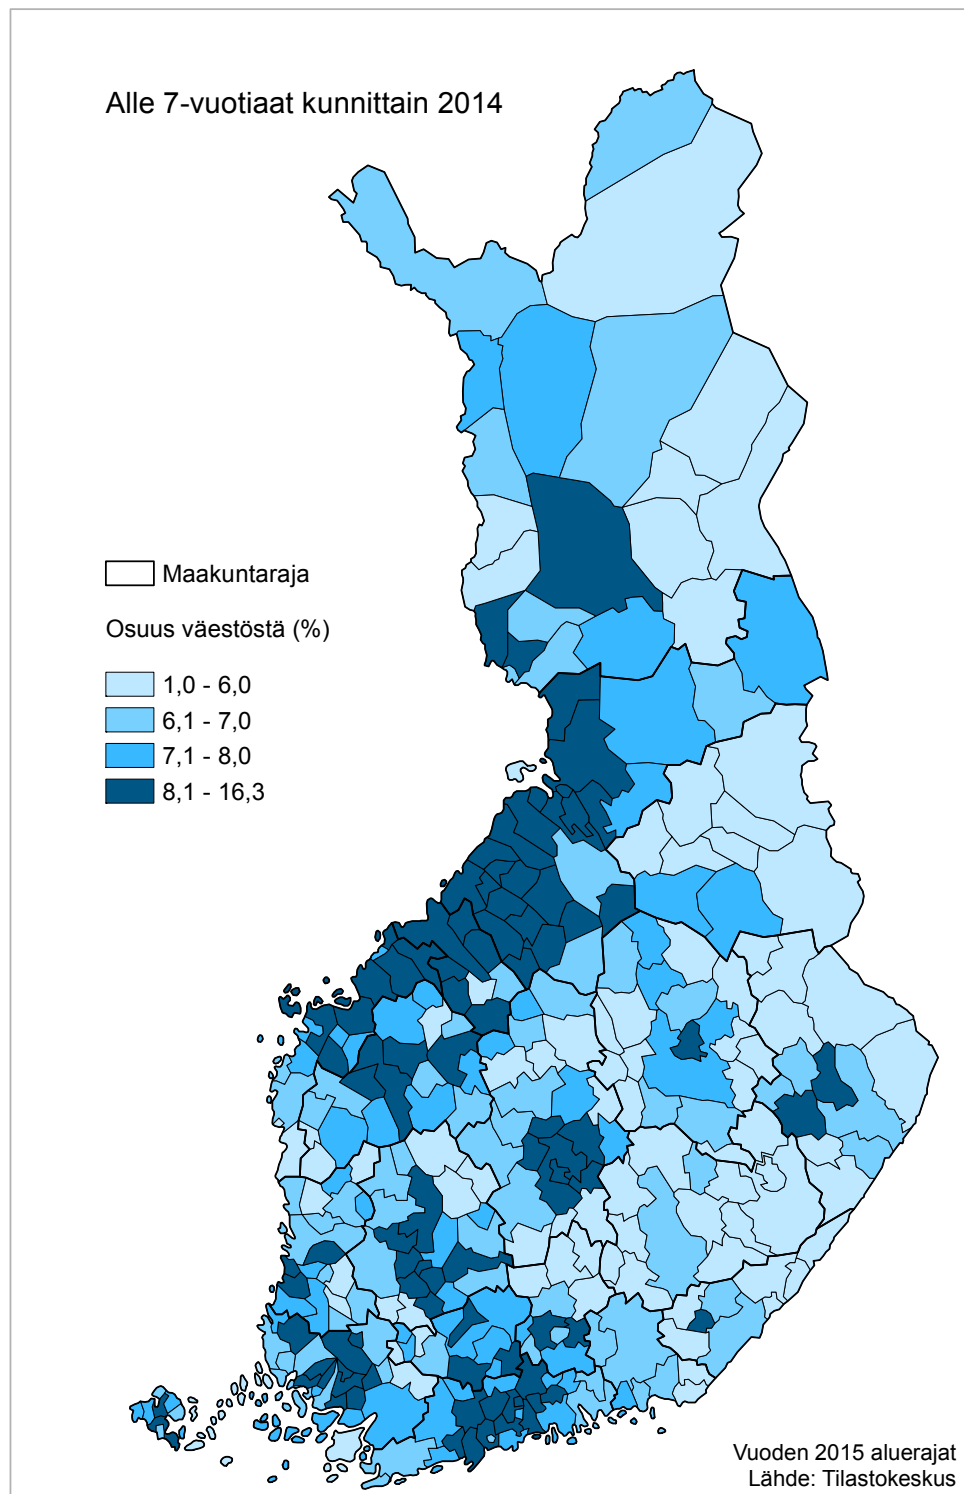 Alle 7-vuotiaat kunnittain 2014
Maakuntaraja
Osuus väestöstä (%)
1,0 - 6,0
6,1 - 7,0
7,1 - 8,0
8,1 - 16,3
Vuoden 2015 aluerajat
Lähde: Tilastokeskus